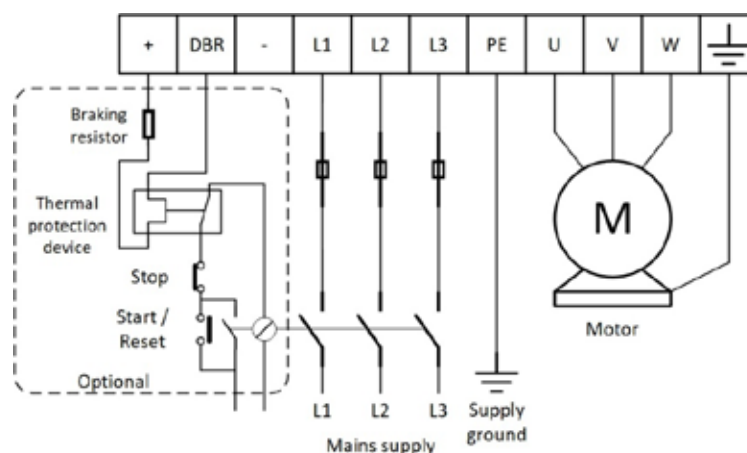 + DBR - L1 L2 L3 PE U V W
Braking
resistor
Thermal
protection
device
M
Stop
Start /
Reset
Motor
Optional
L1 L2 L3 Supply
ground
Mains supply